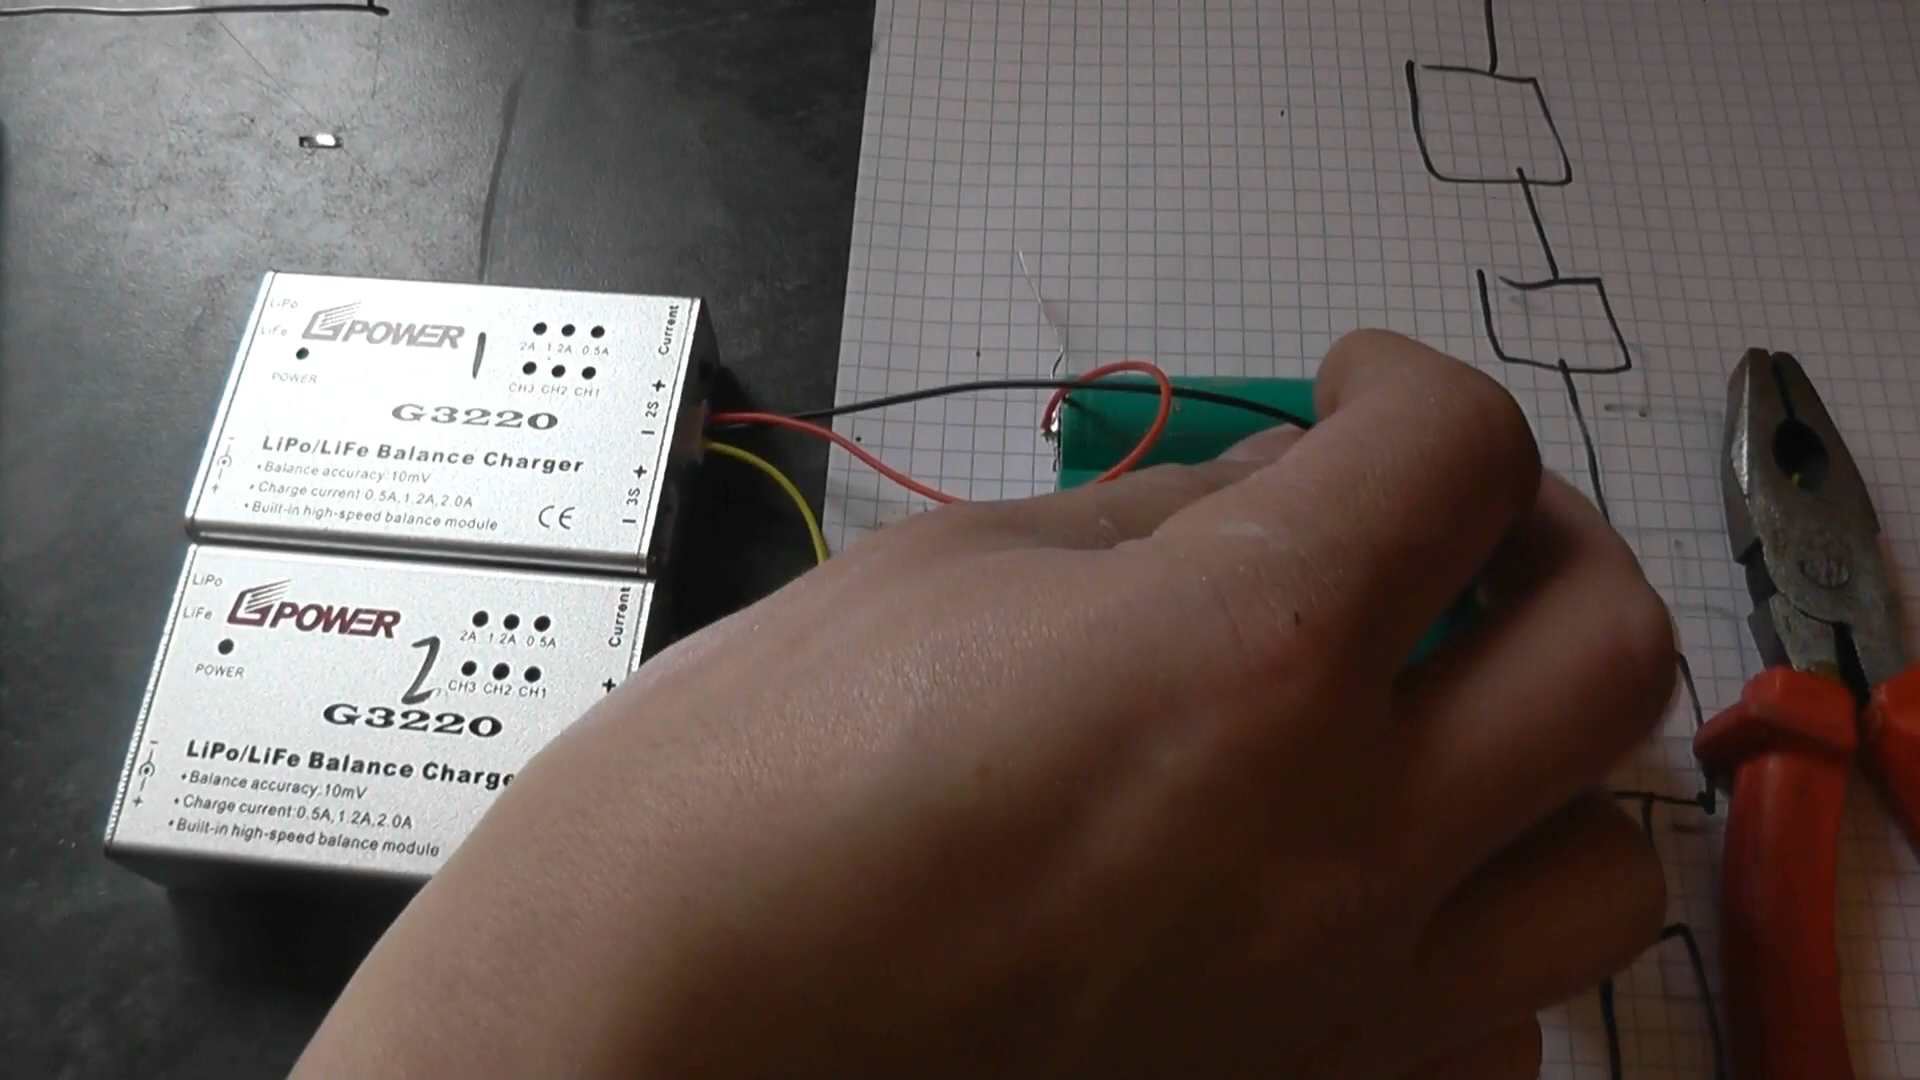 LiPo
LiFe
GPOWER
1
POWER
2A 1.2A 0.5A
CH3 CH2 CH1
G3220
LiPo/LiFe Balance Charger
• Balance accuracy:10mV
• Charge current:0.5A,1.2A,2.0A
• Built-in high-speed balance module
CE
Current
2S
+
3S
+
- +
LiPo
LiFe
GPOWER
2
POWER
2A 1.2A 0.5A
CH3 CH2 CH1
G3220
LiPo/LiFe Balance Charge
• Balance accuracy:10mV
• Charge current:0.5A,1.2A,2.0A
• Built-in high-speed balance module
Current
+
- +